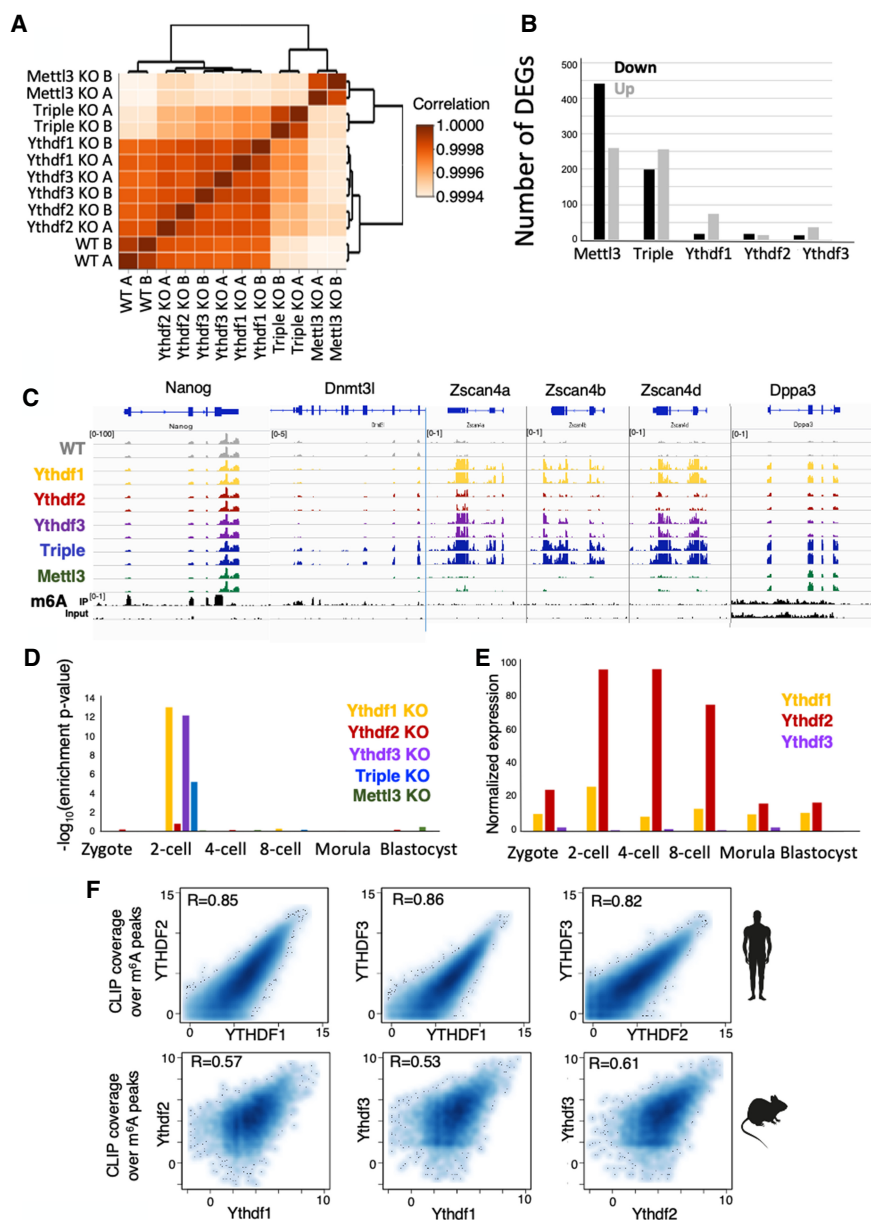 A
Mettl3 KO B
Mettl3 KO A
Triple KO A
Triple KO B
Ythdf1 KO B
Ythdf1 KO A
Ythdf3 KO A
Ythdf3 KO B
Ythdf2 KO B
Ythdf2 KO A
WT B
WT A
WT A
WT B
Ythdf2 KO A
Ythdf2 KO B
Ythdf3 KO B
Ythdf3 KO A
Ythdf1 KO A
Ythdf1 KO B
Triple KO B
Triple KO A
Mettl3 KO A
Mettl3 KO B
Correlation
1.0000
0.9998
0.9996
0.9994
B
Number of DEGs
500
400
300
200
100
0
Down
Up
Mettl3 Triple Ythdf1 Ythdf2 Ythdf3
C
Nanog Dnmt3l Zscan4a Zscan4b Zscan4d Dppa3
Nanog Zscan4a Zscan4b Zscan4d Dppa3
[0-100] [0-5] [0-1] [0-1] [0-1] [0-1]
WT
Ythdf1
Ythdf2
Ythdf3
Triple
Mettl3
m6A IP [0-1]
Input
D
-log10(enrichment p-value)
14
12
10
8
6
4
2
0
Ythdf1 KO
Ythdf2 KO
Ythdf3 KO
Triple KO
Mettl3 KO
Zygote 2-cell 4-cell 8-cell Morula Blastocyst
E
Normalized expression
100
80
60
40
20
0
Ythdf1
Ythdf2
Ythdf3
Zygote 2-cell 4-cell 8-cell Morula Blastocyst
F
CLIP coverage
over m6A peaks
YTHDF2
15
0
R=0.85
0 15
YTHDF1
YTHDF3
15
0
R=0.86
0 15
YTHDF1
YTHDF3
15
0
R=0.82
0 15
YTHDF2
CLIP coverage
over m6A peaks
Ythdf2
10
0
R=0.57
0 10
Ythdf1
Ythdf3
10
0
R=0.53
0 10
Ythdf1
Ythdf3
10
0
R=0.61
0 10
Ythdf2